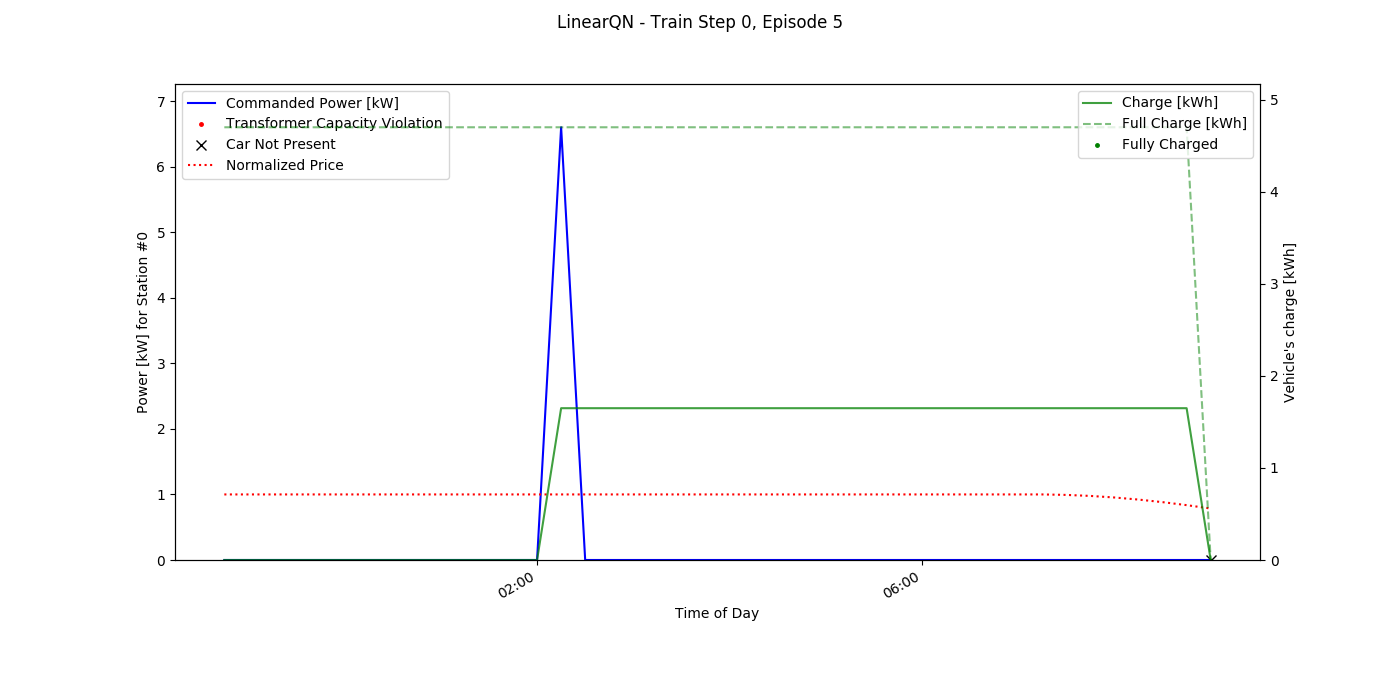 LinearQN - Train Step 0, Episode 5
Commanded Power [kW]
Transformer Capacity Violation
Car Not Present
Normalized Price
Charge [kWh]
Full Charge [kWh]
Fully Charged
7
6
5
4
3
2
1
0
Power [kW] for Station #0
5
4
3
2
1
0
Vehicle's charge [kWh]
02:00
06:00
Time of Day